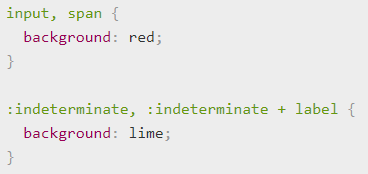 input, span {
  background: red;
}

:indeterminate, :indeterminate + label {
  background: lime;
}